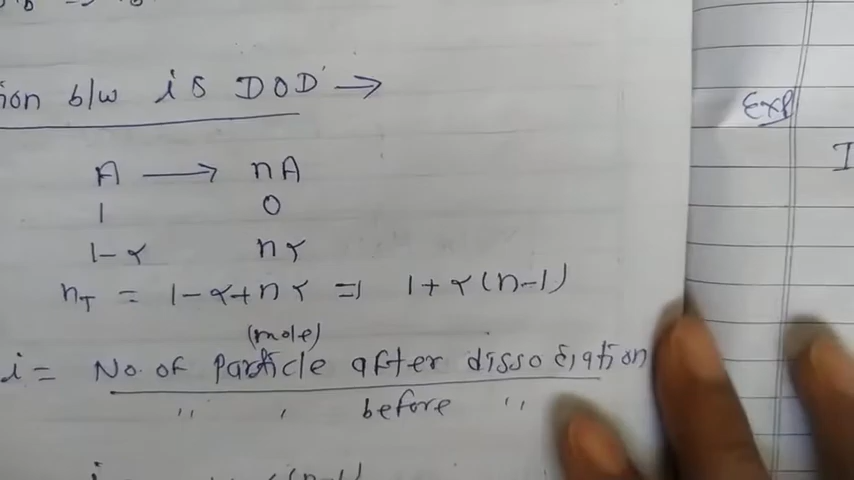 ion b/w i & DOD →
A → nA
1 0
1-α nα
nT = 1-α+nα ⇒ 1+α(n-1)
(mole)
i = No. of Particle after dissociation
" " before "
Exp
I